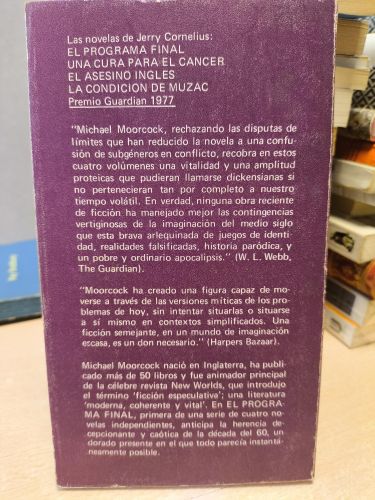 Las novelas de Jerry Cornelius:
EL PROGRAMA FINAL
UNA CURA PARA EL CANCER
EL ASESINO INGLES
LA CONDICION DE MUZAC
Premio Guardian 1977
"Michael Moorcock, rechazando las disputas de
límites que han reducido la novela a una confu-
sión de subgéneros en conflicto, recobra en estos
cuatro volúmenes una vitalidad y una amplitud
proteicas que pudieran llamarse dickensianas si
no pertenecieran tan por completo a nuestro
tiempo volátil. En verdad, ninguna obra reciente
de ficción ha manejado mejor las contingencias
vertiginosas de la imaginación del medio siglo
que esta brava arlequinada de juegos de identi-
dad, realidades falsificadas, historia paródica, y
un pobre y ordinario apocalipsis." (W. L. Webb,
The Guardian).
"Moorcock ha creado una figura capaz de mo-
verse a través de las versiones míticas de los pro-
blemas de hoy, sin intentar situarlas o situarse
a sí mismo en contextos simplificados. Una
ficción semejante, en un mundo de imaginación
escasa, es un don necesario." (Harpers Bazaar).
Michael Moorcock nació en Inglaterra, ha publi-
cado más de 50 libros y fue animador principal
de la célebre revista New Worlds, que introdujo
el término 'ficción especulativa'; una literatura
'moderna, coherente y vital'. En EL PROGRA-
MA FINAL, primera de una serie de cuatro no-
velas independientes, anticipa la herencia de-
cepcionante y caótica de la década del 60, un
dorado presente en el que todo parecía instantá-
neamente posible.